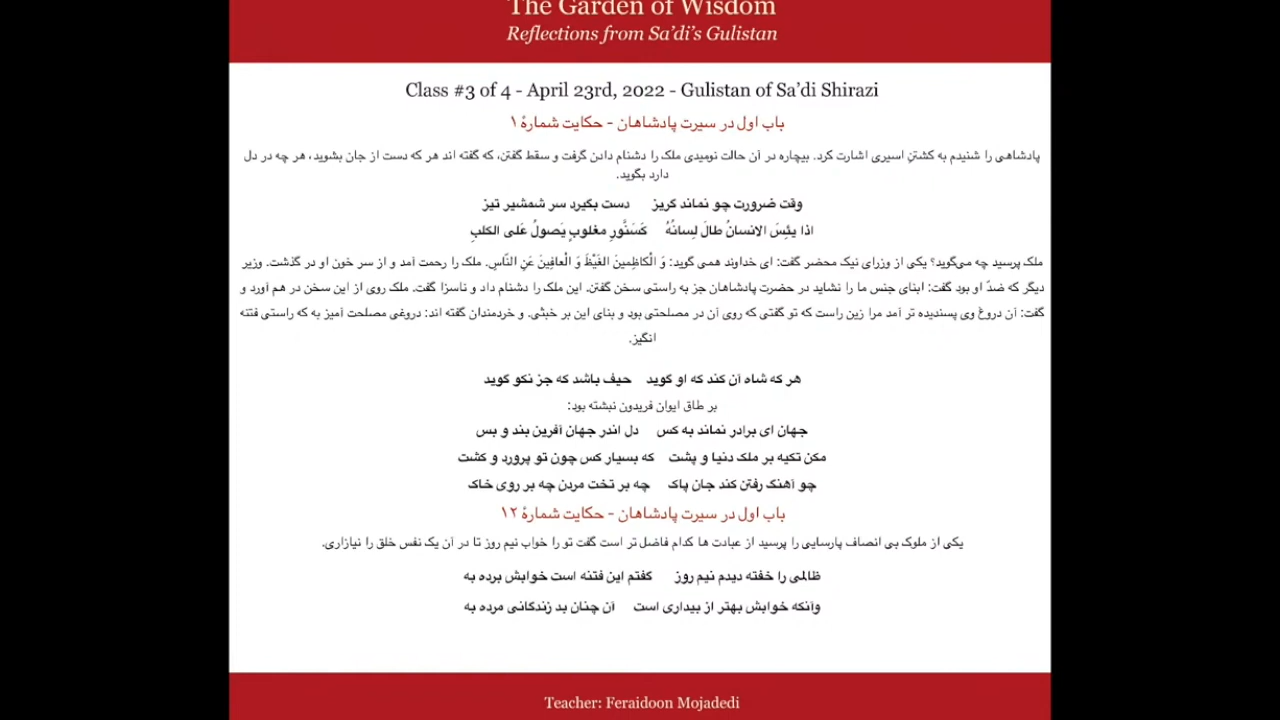 The Garden of Wisdom
Reflections from Sa'di's Gulistan
Class #3 of 4 - April 23rd, 2022 - Gulistan of Sa'di Shirazi
باب اول در سیرت پادشاهان - حکایت شمارهٔ ۱
پادشاهی را شنیدم به کشتن اسیری اشارت کرد. بیچاره در آن حالت نومیدی ملک را دشنام دادن گرفت و سقط گفتن، که گفته اند هر که دست از جان بشوید، هر چه در دل
دارد بگوید.
وقت ضرورت چو نماند گریز دست بگیرد سر شمشیر تیز
اذا یئِسَ الانسانُ طالَ لِسانُهُ کَسَنَّورِ مغلوبٍ یَصولُ عَلی الکلبِ
ملک پرسید چه می‌گوید؟ یکی از وزرای نیک محضر گفت: ای خداوند همی گوید: وَ الْکاظِمینَ الغَیْظَ وَ الْعافِینَ عَنِ النّاسِ. ملک را رحمت آمد و از سر خون او در گذشت. وزیر
دیگر که ضدّ او بود گفت: ابنای جنس ما را نشاید در حضرت پادشاهان جز به راستی سخن گفتن. این ملک را دشنام داد و ناسزا گفت. ملک روی از این سخن در هم آورد و
گفت: آن دروغ وی پسندیده تر آمد مرا زین راست که تو گفتی که روی آن در مصلحتی بود و بنای این بر خبثی. و خردمندان گفته اند: دروغی مصلحت آمیز به که راستی فتنه
انگیز.
هر که شاه آن کند که او گوید حیف باشد که جز نکو گوید
بر طاق ایوان فریدون نبشته بود:
جهان ای برادر نماند به کس دل اندر جهان آفرین بند و بس
مکن تکیه بر ملک دنیا و پشت که بسیار کس چون تو پرورد و کشت
چو آهنگ رفتن کند جان پاک چه بر تخت مردن چه بر روی خاک
باب اول در سیرت پادشاهان - حکایت شمارهٔ ۱۲
یکی از ملوک بی انصاف پارسایی را پرسید از عبادت ها کدام فاضل تر است گفت تو را خواب نیم روز تا در آن یک نفس خلق را نیازاری.
ظالمی را خفته دیدم نیم روز گفتم این فتنه است خوابش برده به
وآنکه خوابش بهتر از بیداری است آن چنان بد زندگانی مرده به
Teacher: Feraidoon Mojadedi